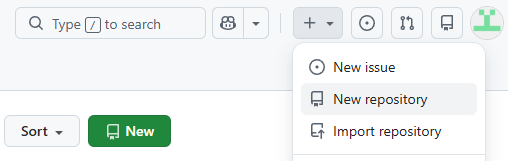 Type / to search
New issue
New repository
Import repository
Sort
New